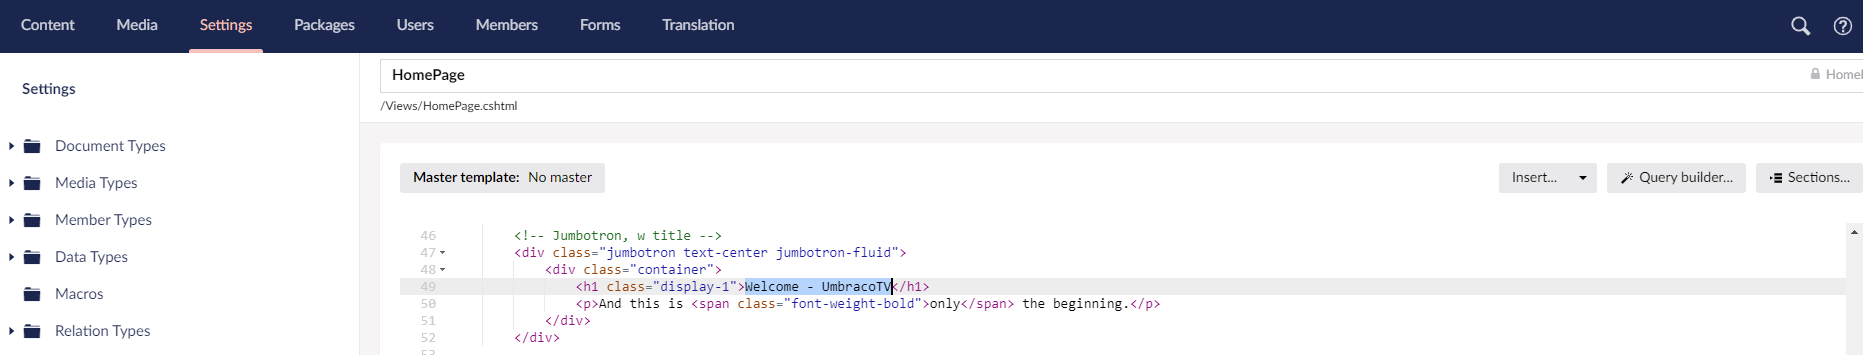 Content Media Settings Packages Users Members Forms Translation
Settings
Document Types
Media Types
Member Types
Data Types
Macros
Relation Types
HomePage
/Views/HomePage.cshtml
Master template: No master
Insert... Query builder... Sections...
46 <!-- Jumbotron, w title -->
47 <div class="jumbotron text-center jumbotron-fluid">
48 <div class="container">
49 <h1 class="display-1">Welcome - UmbracoTV</h1>
50 <p>And this is <span class="font-weight-bold">only</span> the beginning.</p>
51 </div>
52 </div>
53